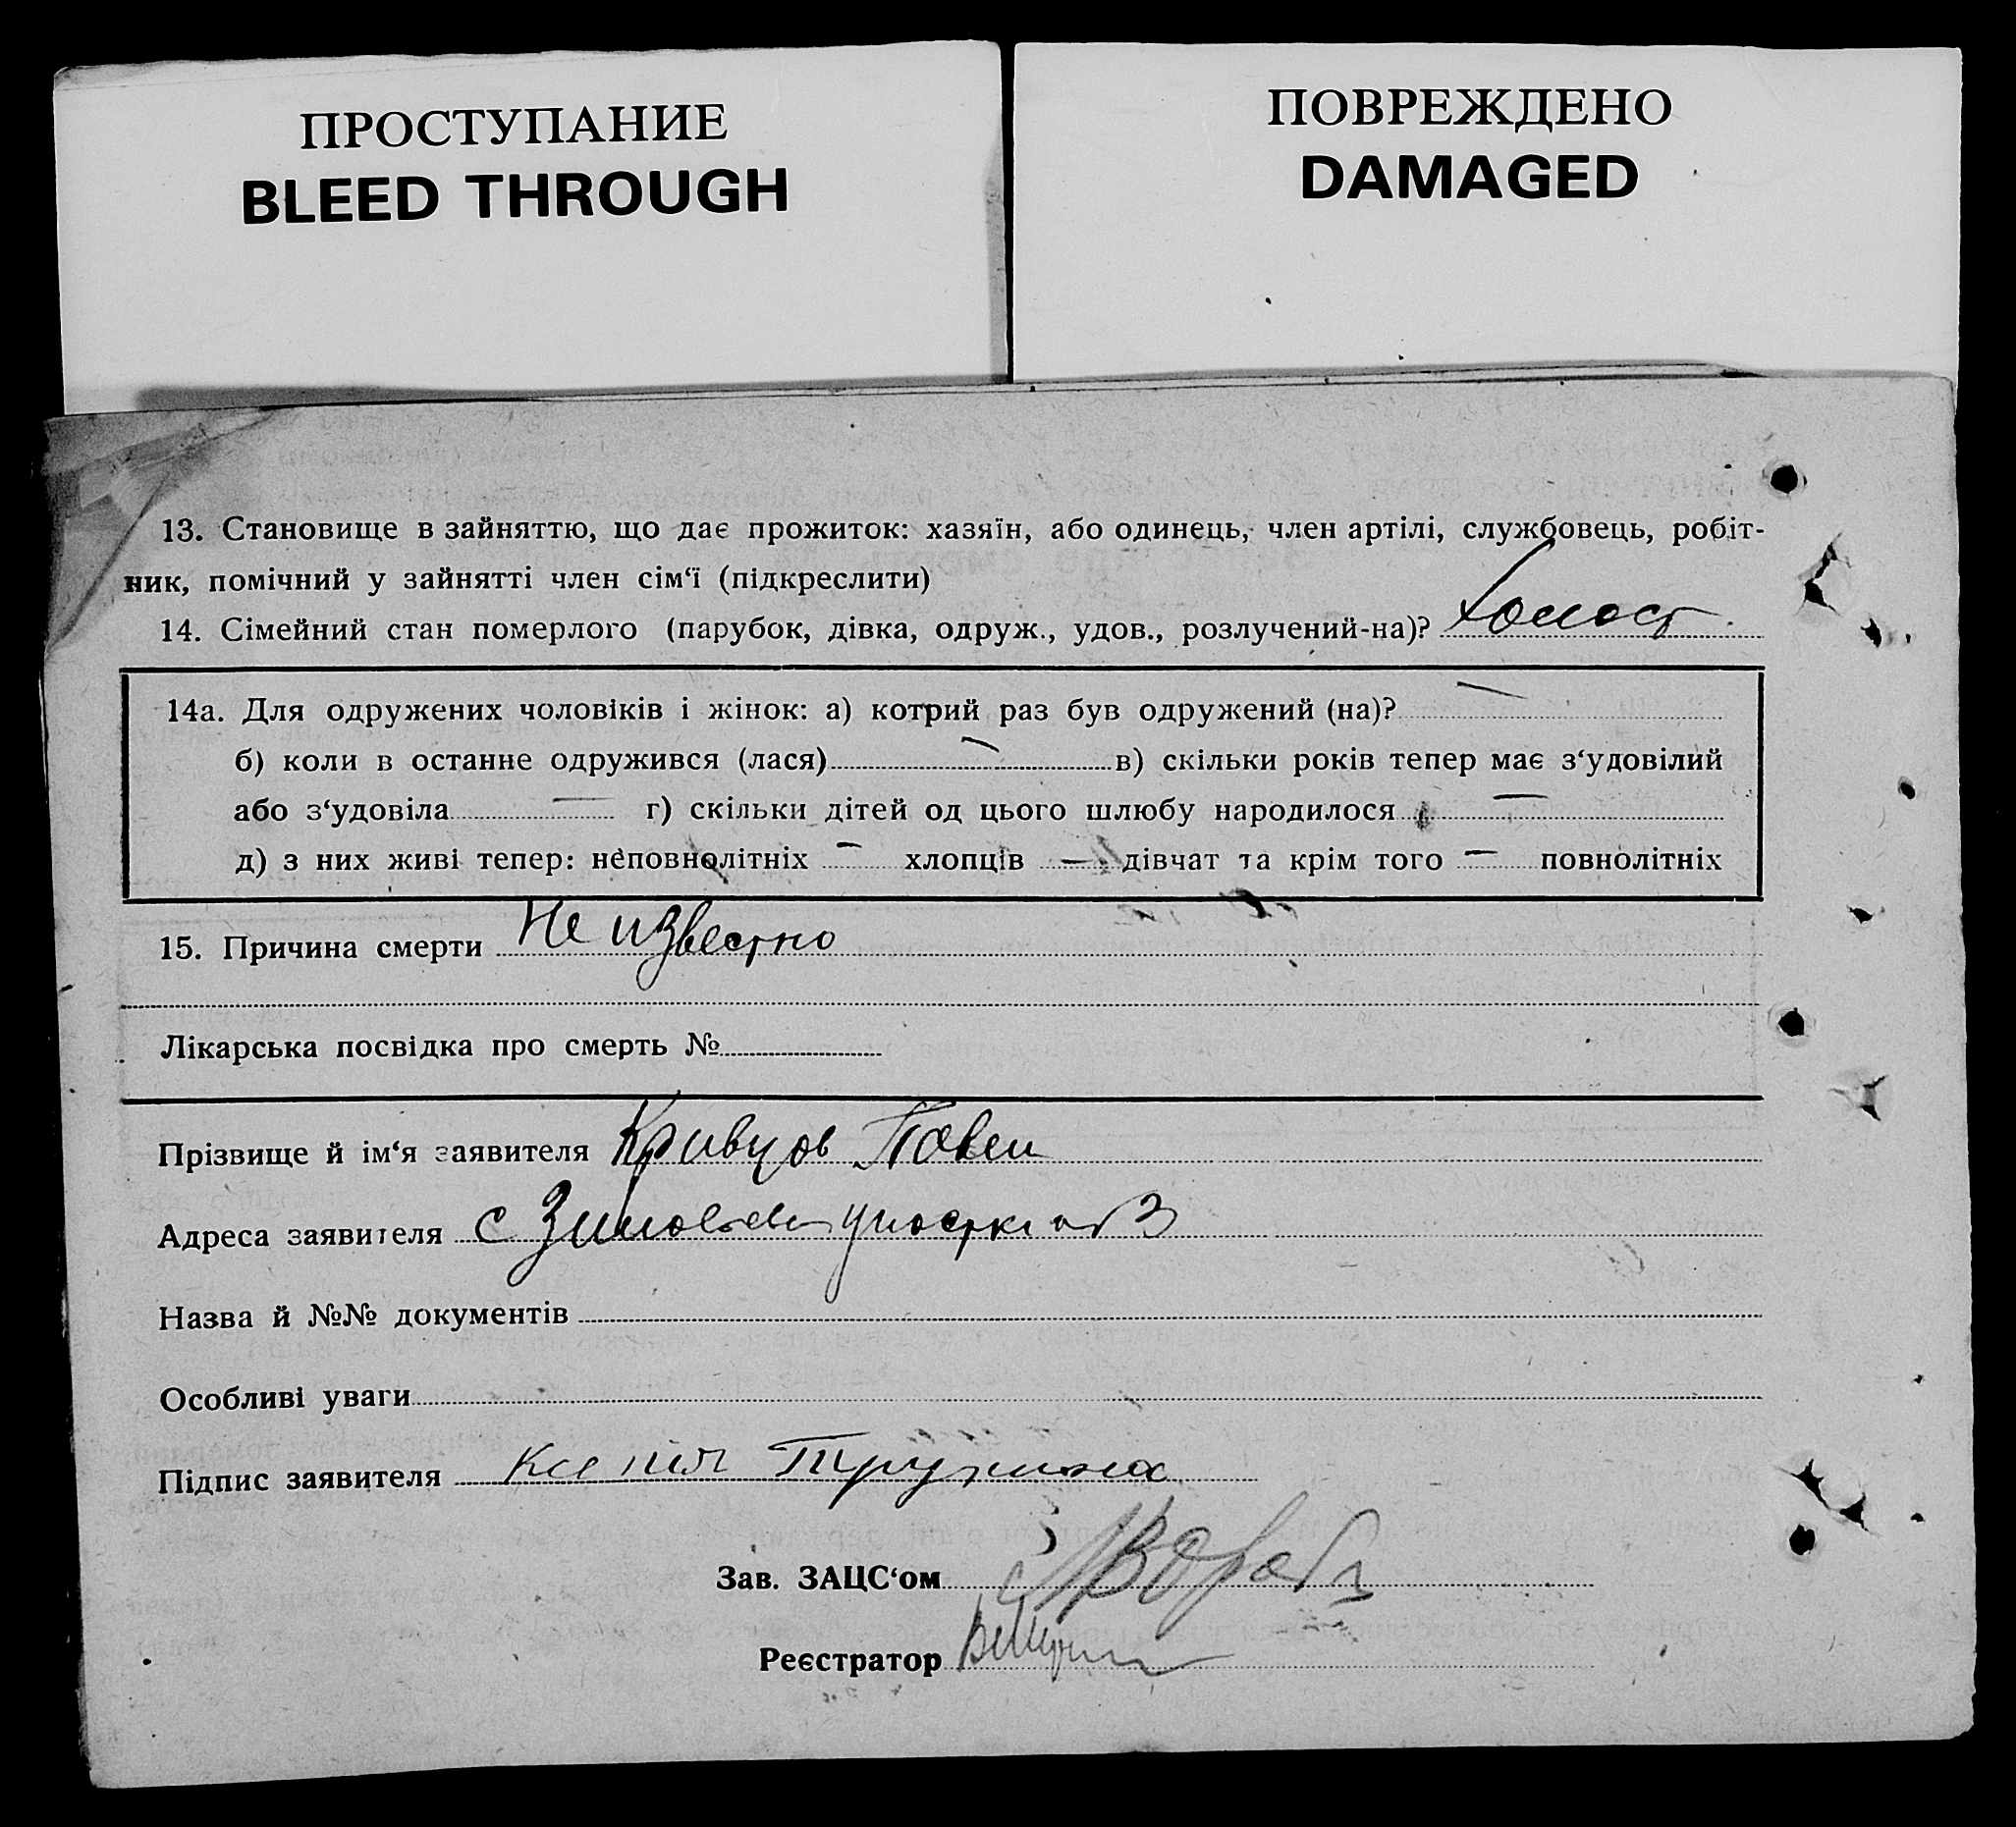 ПРОСТУПАНИЕ
BLEED THROUGH
ПОВРЕЖДЕНО
DAMAGED
13. Становище в зайняттю, що дає прожиток: хазяїн, або одинець, член артілі, службовець, робіт-
ник, помічний у зайнятті член сім‘ї (підкреслити)
14. Сімейний стан померлого (парубок, дівка, одруж., удов., розлучений-на)? холост
14а. Для одружених чоловіків і жінок: а) котрий раз був одружений (на)? —
б) коли в останне одружився (лася) — в) скільки років тепер має з‘удовілий
або з‘удовіла — г) скільки дітей од цього шлюбу народилося —
д) з них живі тепер: неповнолітніх — хлопців — дівчат та крім того — повнолітніх
15. Причина смерти Не известно
Лікарська посвідка про смерть №
Прізвище й ім‘я заявителя Кривцов Павел
Адреса заявителя с 3
Назва й №№ документів
Особливі уваги
Підпис заявителя Ксения
Зав. ЗАЦС‘ом
Реєстратор